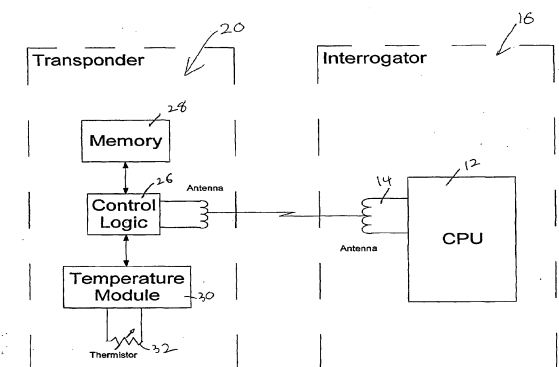 20
16
Transponder
Interrogator
28
Memory
26
Control
Logic
Antenna
14
12
CPU
Antenna
Temperature
Module
30
32
Thermistor